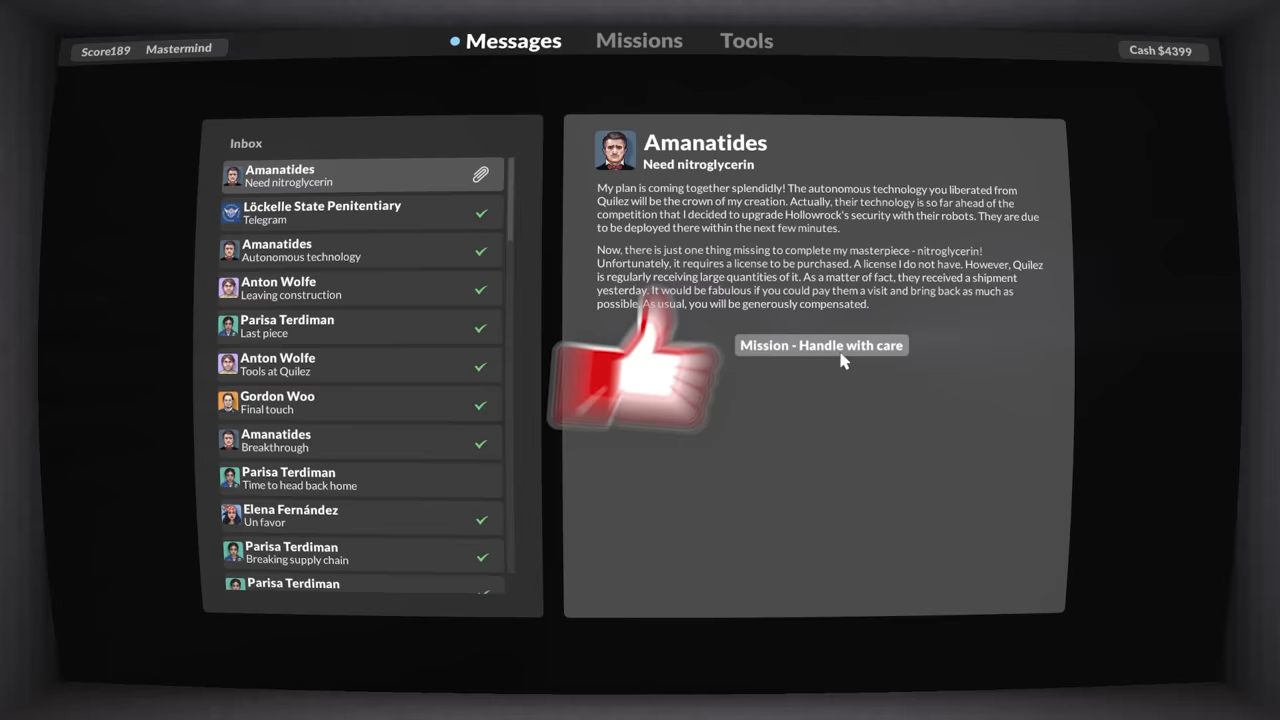 Score189 Mastermind
Messages Missions Tools
Cash $4399
Inbox
Amanatides
Need nitroglycerin
Löckelle State Penitentiary
Telegram
Amanatides
Autonomous technology
Anton Wolfe
Leaving construction
Parisa Terdiman
Last piece
Anton Wolfe
Tools at Quilez
Gordon Woo
Final touch
Amanatides
Breakthrough
Parisa Terdiman
Time to head back home
Elena Fernández
Un favor
Parisa Terdiman
Breaking supply chain
Parisa Terdiman
Amanatides
Need nitroglycerin
My plan is coming together splendidly! The autonomous technology you liberated from
Quilez will be the crown of my creation. Actually, their technology is so far ahead of the
competition that I decided to upgrade Hollowrock's security with their robots. They are due
to be deployed there within the next few minutes.
Now, there is just one thing missing to complete my masterpiece - nitroglycerin!
Unfortunately, it requires a license to be purchased. A license I do not have. However, Quilez
is regularly receiving large quantities of it. As a matter of fact, they received a shipment
yesterday. It would be fabulous if you could pay them a visit and bring back as much as
possible. As usual, you will be generously compensated.
Mission - Handle with care